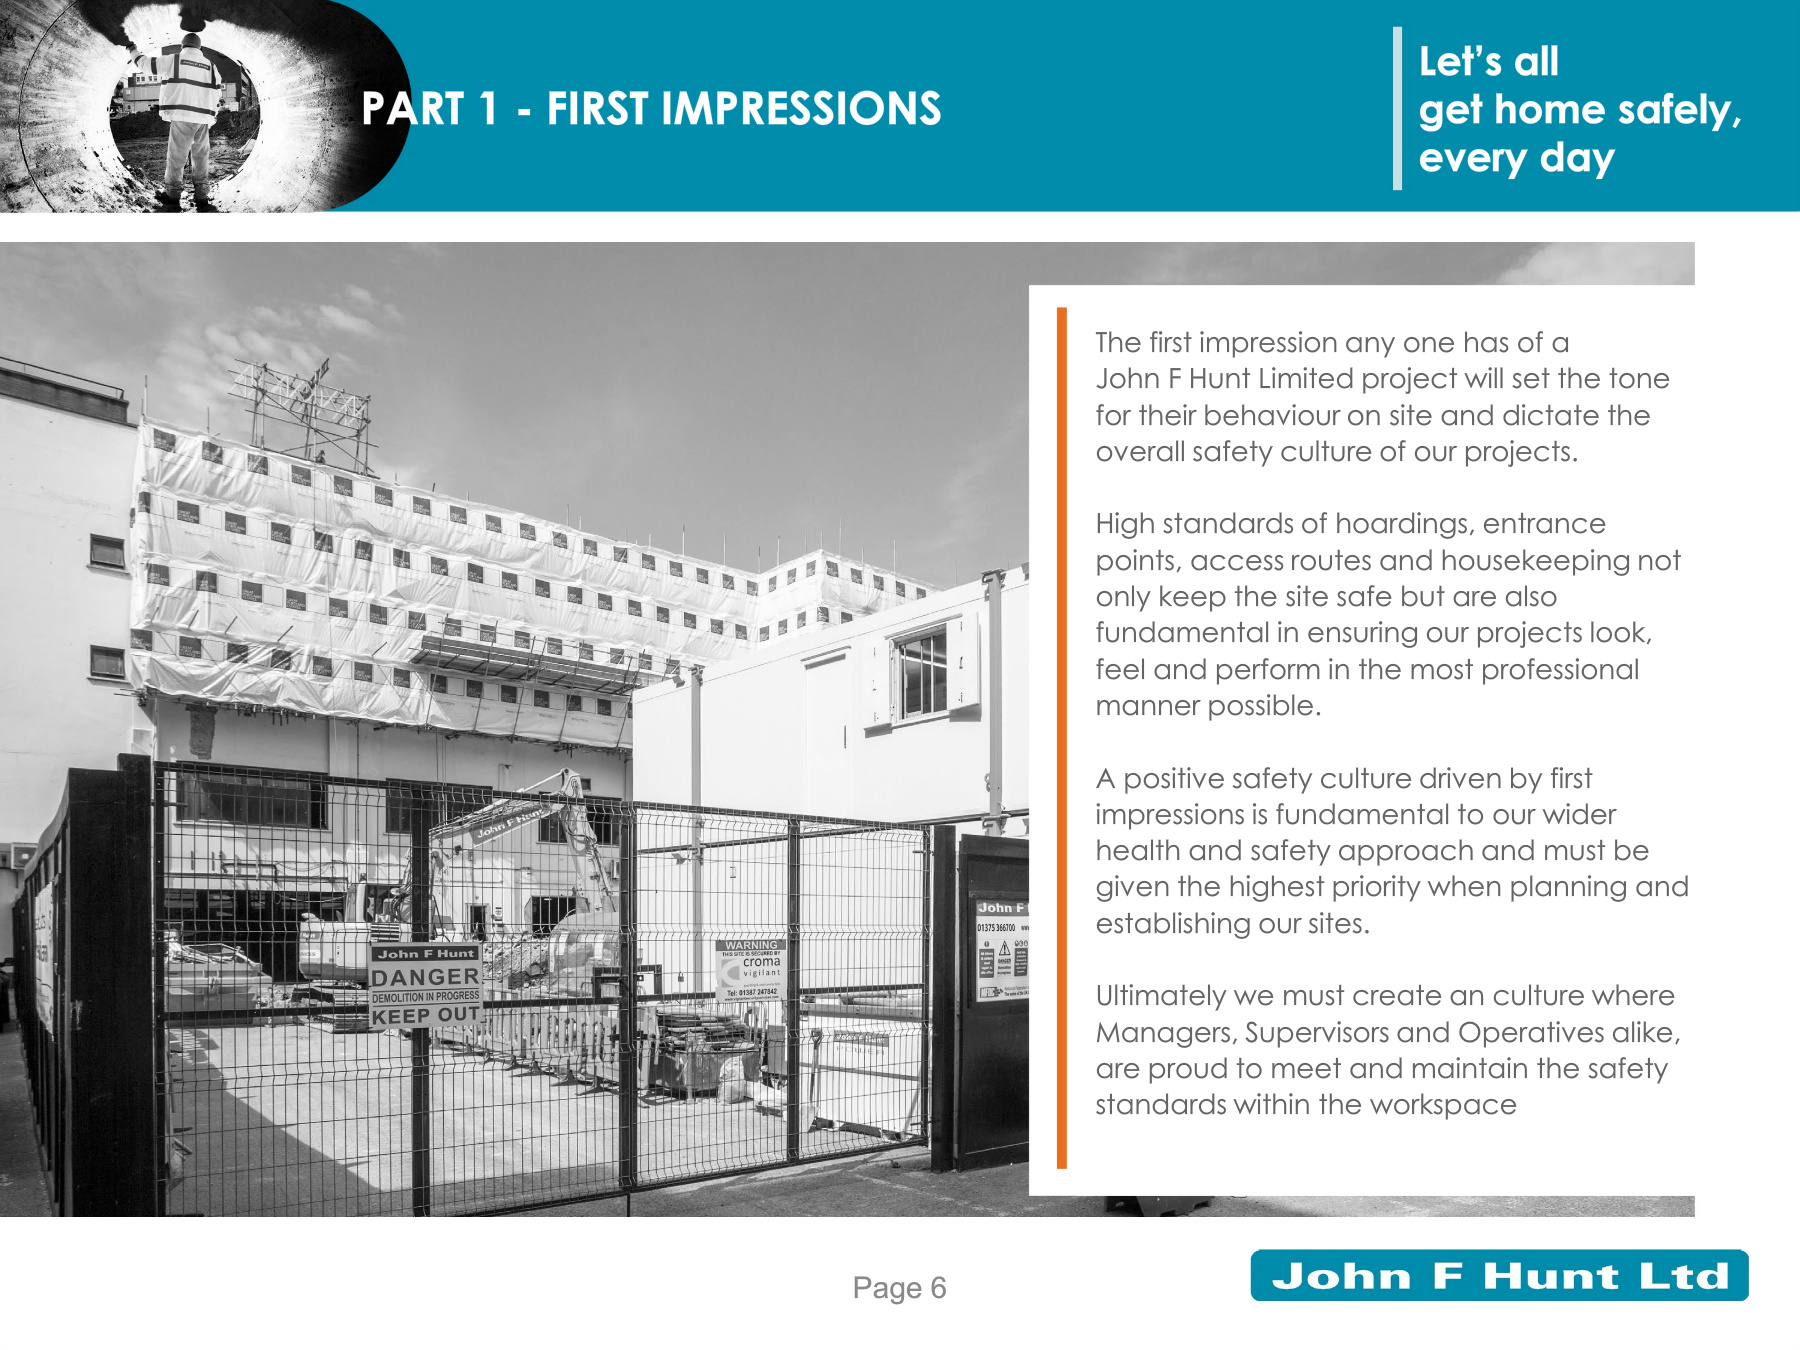 PART 1 - FIRST IMPRESSIONS
Let’s all
get home safely,
every day
The first impression any one has of a
John F Hunt Limited project will set the tone
for their behaviour on site and dictate the
overall safety culture of our projects.
High standards of hoardings, entrance
points, access routes and housekeeping not
only keep the site safe but are also
fundamental in ensuring our projects look,
feel and perform in the most professional
manner possible.
A positive safety culture driven by first
impressions is fundamental to our wider
health and safety approach and must be
given the highest priority when planning and
establishing our sites.
Ultimately we must create an culture where
Managers, Supervisors and Operatives alike,
are proud to meet and maintain the safety
standards within the workspace
John F Hunt
John F Hunt
DANGER
DEMOLITION IN PROGRESS
KEEP OUT
WARNING
THIS SITE IS SECURED BY
croma
vigilant
Tel: 01387 247842
John F
01375 366700
Page 6
John F Hunt Ltd